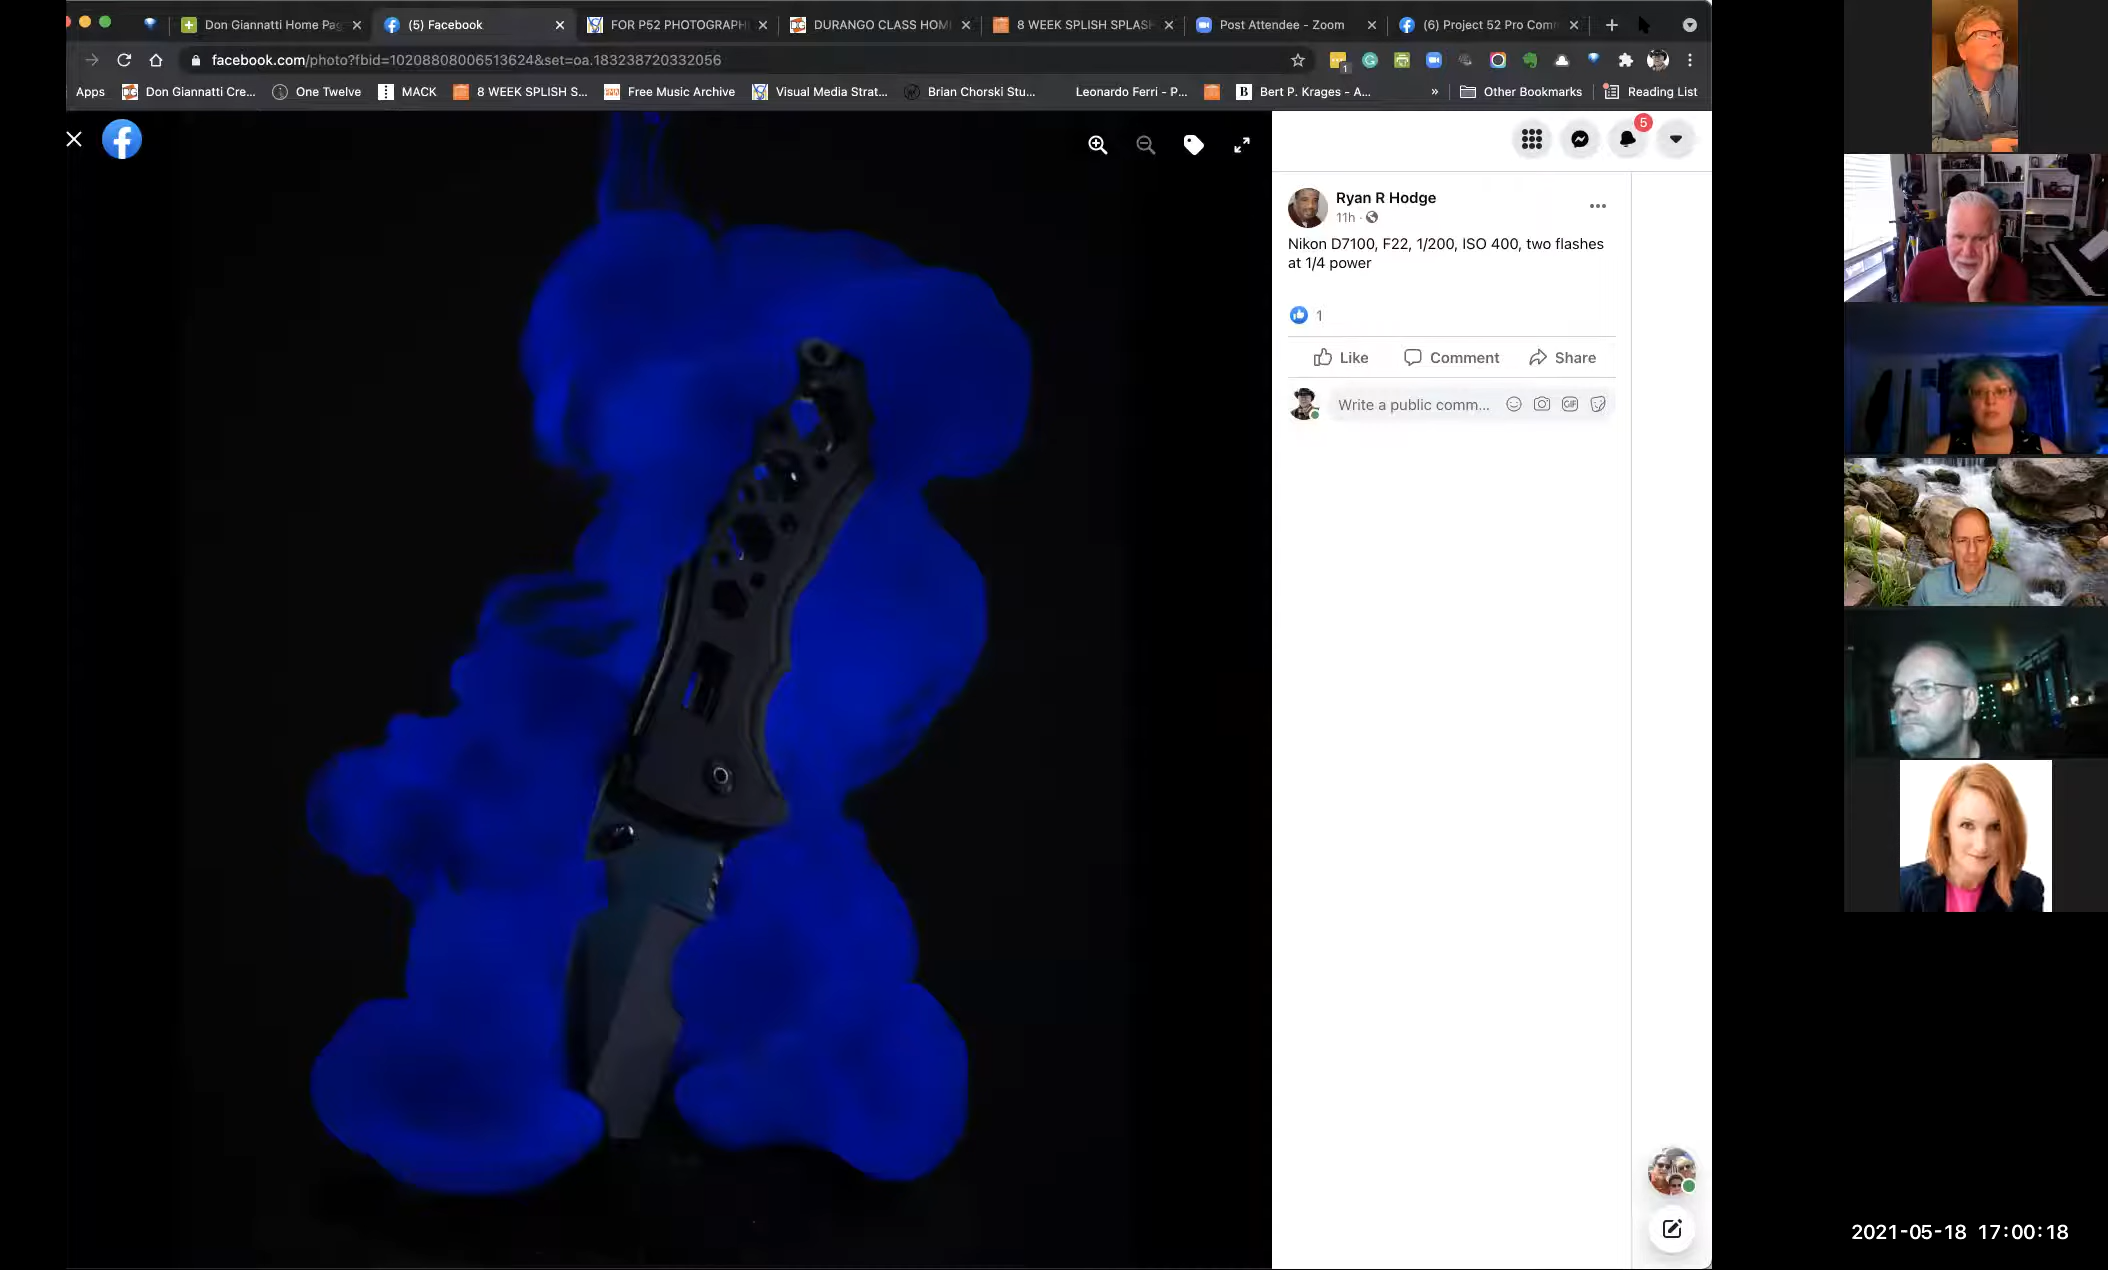 Don Giannatti Home Pag
(5) Facebook
FOR P52 PHOTOGRAPH
DURANGO CLASS HOM
8 WEEK SPLISH SPLASH
Post Attendee - Zoom
(6) Project 52 Pro Com
facebook.com/photo?fbid=10208808006513624&set=oa.183238720332056
1
Apps
Don Giannatti Cre...
One Twelve
MACK
8 WEEK SPLISH S...
Free Music Archive
Visual Media Strat...
Brian Chorski Stu...
Leonardo Ferri - P...
B
Bert P. Krages - A...
»
Other Bookmarks
Reading List
5
Ryan R Hodge
11h ·
Nikon D7100, F22, 1/200, ISO 400, two flashes
at 1/4 power
1
Like
Comment
Share
Write a public comm...
GIF
2021-05-18 17:00:18